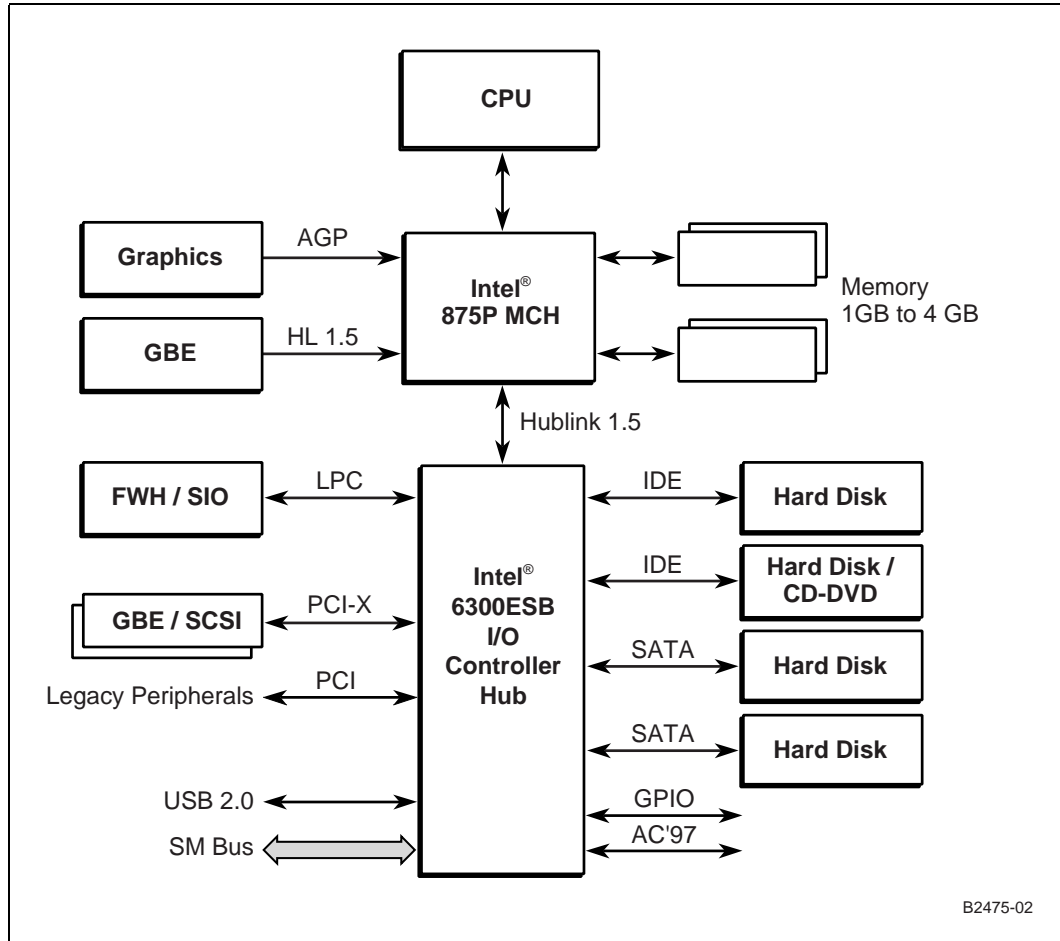 CPU
Graphics
AGP
Intel®
875P MCH
Memory
1GB to 4 GB
GBE
HL 1.5
Hublink 1.5
FWH / SIO
LPC
IDE
Hard Disk
Intel®
6300ESB
I/O
Controller
Hub
IDE
Hard Disk /
CD-DVD
GBE / SCSI
PCI-X
SATA
Hard Disk
Legacy Peripherals
PCI
SATA
Hard Disk
USB 2.0
GPIO
SM Bus
AC'97
B2475-02